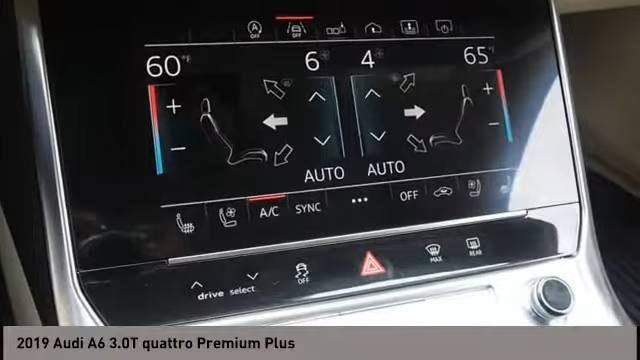 OFF OFF
60°F 6 4 65°F
AUTO AUTO
A/C SYNC OFF
drive select OFF MAX REAR
2019 Audi A6 3.0T quattro Premium Plus